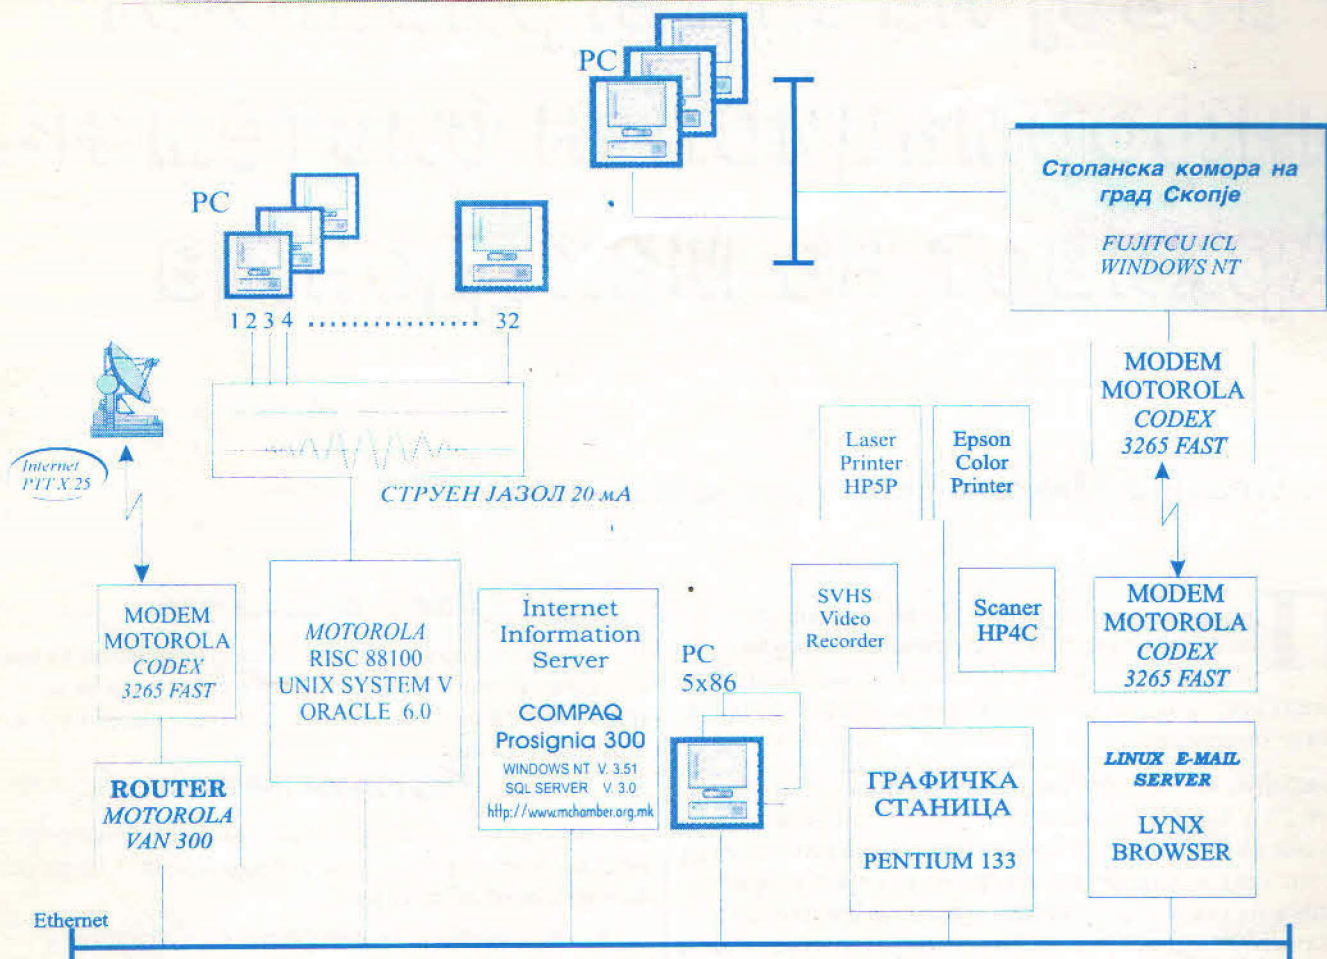 PC
PC
Стопанска комора на
град Скопје
FUJITCU ICL
WINDOWS NT
1 2 3 4 ........................ 32
MODEM
MOTOROLA
CODEX
3265 FAST
Internet
PTT X.25
СТРУЕН ЈАЗОЛ 20 мА
Laser
Printer
HP5P
Epson
Color
Printer
MODEM
MOTOROLA
CODEX
3265 FAST
MOTOROLA
RISC 88100
UNIX SYSTEM V
ORACLE 6.0
Internet
Information
Server
COMPAQ
Prosignia 300
WINDOWS NT V. 3.51
SQL SERVER V. 3.0
http://www.mchamber.org.mk
PC
5x86
SVHS
Video
Recorder
Scaner
HP4C
MODEM
MOTOROLA
CODEX
3265 FAST
ROUTER
MOTOROLA
VAN 300
ГРАФИЧКА
СТАНИЦА
PENTIUM 133
LINUX E-MAIL
SERVER
LYNX
BROWSER
Ethernet